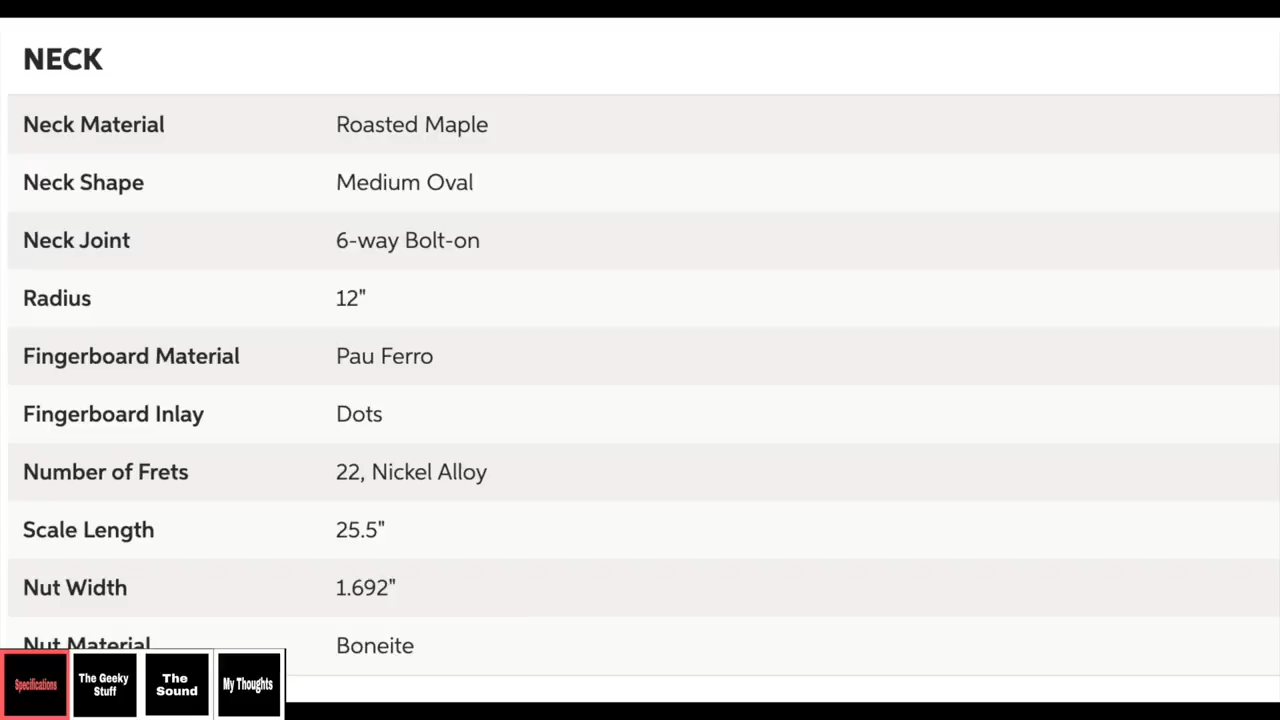 NECK
Neck Material Roasted Maple
Neck Shape Medium Oval
Neck Joint 6-way Bolt-on
Radius 12"
Fingerboard Material Pau Ferro
Fingerboard Inlay Dots
Number of Frets 22, Nickel Alloy
Scale Length 25.5"
Nut Width 1.692"
Nut Material Boneite
Specifications
The Geeky
Stuff
The
Sound
My Thoughts